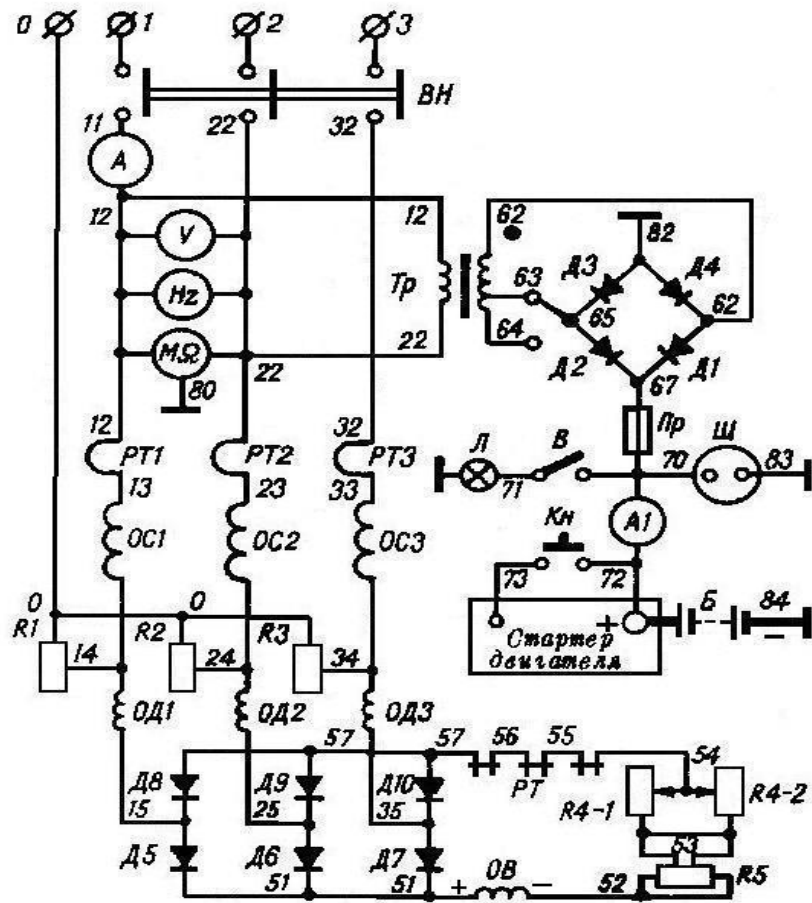 0 1 2 3
ВН
11 22 32
А
12 12 62 82
V
Д3 Д4
Hz Тр 63 65 62
MΩ 22 64 Д2 Д1
80 22 67
12 32 Пр Щ
РТ1 РТ2 РТ3 Л В 70 83
13 23 33 71
ОС1 ОС2 ОС3 Кн А1
73 72 Б 84
0 0 + −
R1 R2 R3 Стартер
14 24 34 двигателя
ОД1 ОД2 ОД3
57 57 56 55 54
Д8 Д9 Д10 РТ
15 25 35 R4-1 R4-2
Д5 Д6 Д7 53
51 51 + ОВ − 52 R5